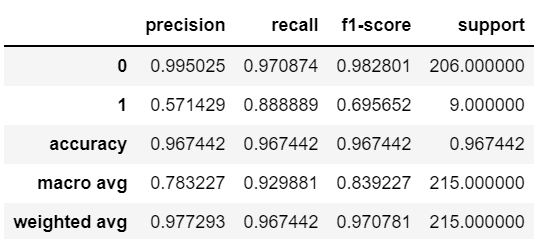 precision recall f1-score support
0 0.995025 0.970874 0.982801 206.000000
1 0.571429 0.888889 0.695652 9.000000
accuracy 0.967442 0.967442 0.967442 0.967442
macro avg 0.783227 0.929881 0.839227 215.000000
weighted avg 0.977293 0.967442 0.970781 215.000000